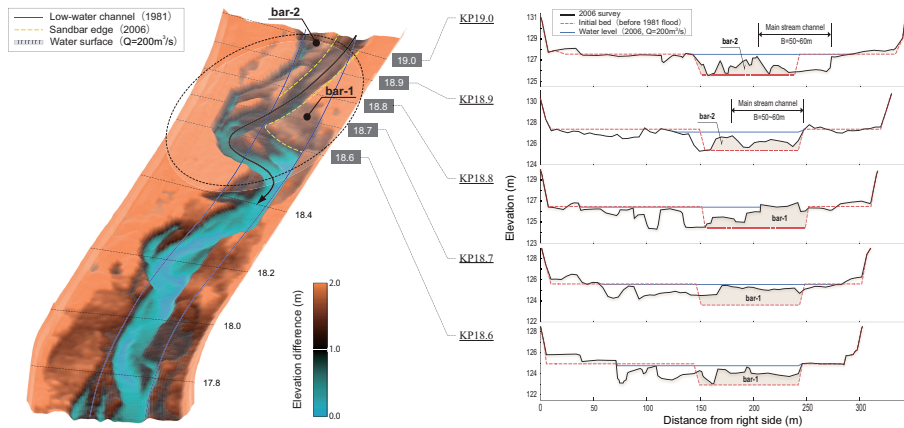 Low-water channel (1981)
Sandbar edge (2006)
Water surface (Q=200m³/s)
bar-2
bar-1
19.0
18.9
18.8
18.7
18.6
18.4
18.2
18.0
17.8
KP19.0
KP18.9
KP18.8
KP18.7
KP18.6
Elevation difference (m)
2.0
1.0
0.0
2006 survey
Initial bed (before 1981 flood)
Water level (2006, Q=200m³/s)
Main stream channel
B=50~60m
bar-2
131
129
127
125
Main stream channel
B=50~60m
bar-2
130
128
126
124
bar-1
129
127
125
123
bar-1
128
126
124
122
bar-1
128
126
124
122
Elevation (m)
0 50 100 150 200 250 300
Distance from right side (m)